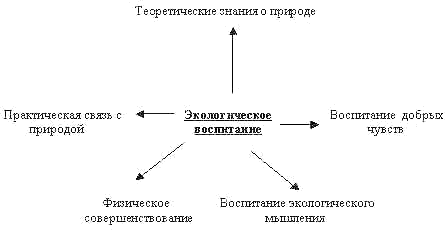 Теоретические знания о природе
Практическая связь с
природой
Экологическое
воспитание
Воспитание добрых
чувств
Физическое
совершенствование
Воспитание экологического
мышления